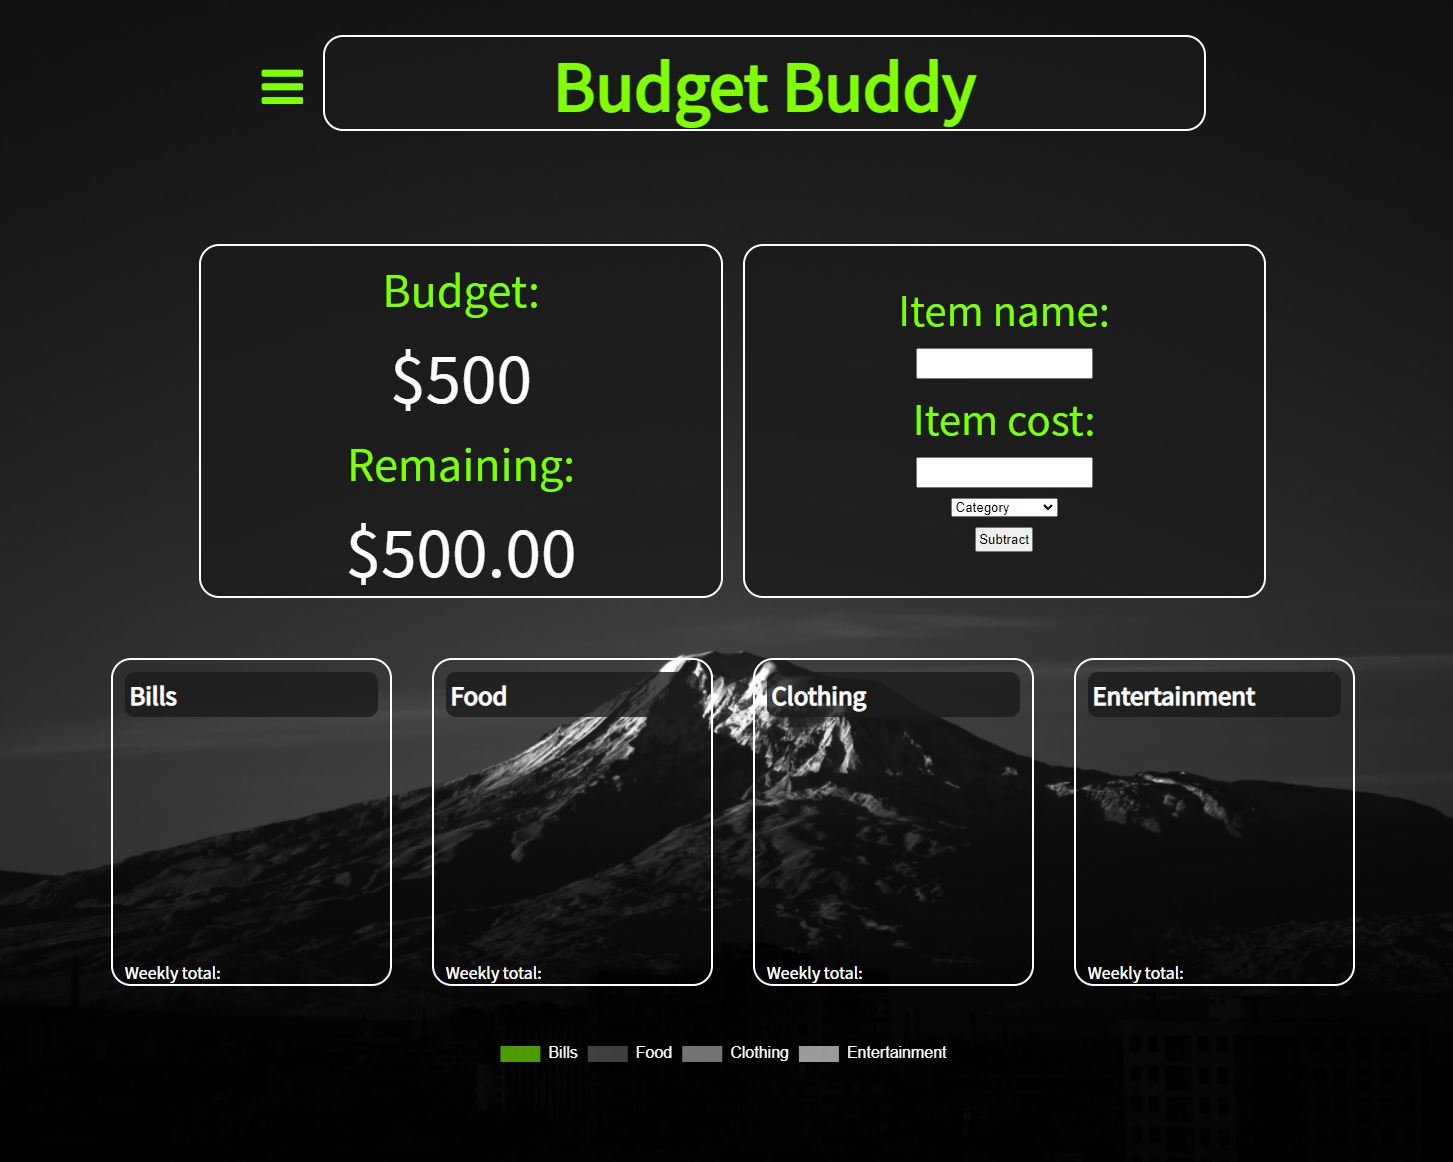 Budget Buddy
Budget:
$500
Remaining:
$500.00
Item name:
Item cost:
Category
Subtract
Bills
Food
Clothing
Entertainment
Weekly total:
Weekly total:
Weekly total:
Weekly total:
Bills Food Clothing Entertainment